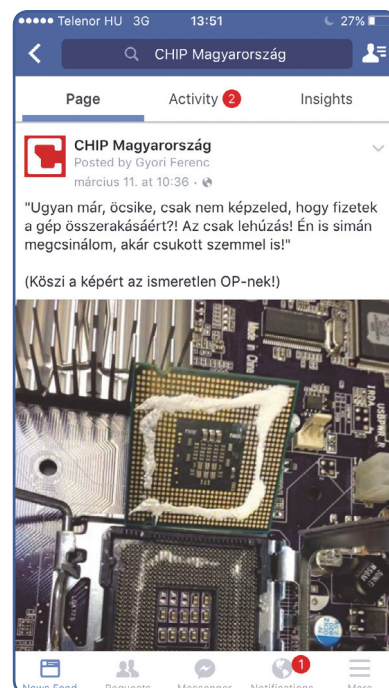 Telenor HU 3G 13:51 27%
CHIP Magyarország
Page Activity 2 Insights
CHIP Magyarország
Posted by Gyori Ferenc
március 11. at 10:36 ·
"Ugyan már, öcsike, csak nem képzeled, hogy fizetek
a gép összerakásáért?! Az csak lehúzás! Én is simán
megcsinálom, akár csukott szemmel is!"
(Köszi a képért az ismeretlen OP-nek!)
1
News Feed Requests Messenger Notifications More